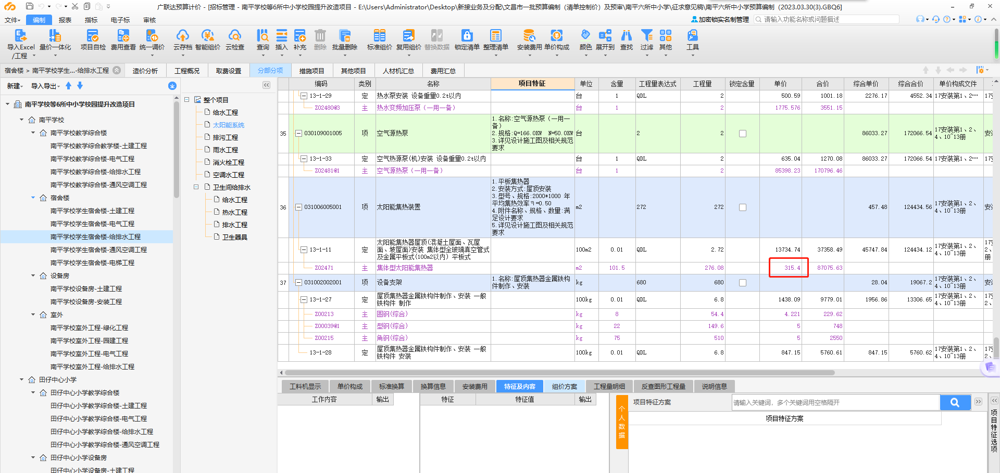 广联达预算计价 - [招标管理 - 南平学校等6所中小学校园提升改造项目 - E:\Users\Administrator\Desktop\新接业务及分配\文昌市一批预算编制（清单控制价）及预审\南平六所中小学\征求意见稿\南平六所中小学预算编制（2023.03.30(3).GBQ6]
文件 编制 报表 指标 电子标 审核
加密锁实名制管理 请输入功能名称或问题描述
导入Excel/工程 量价一体化 项目自检 费用查看 统一调价 云存档 智能组价 云检查 查询 插入 补充 删除 批量删除 标准组价 复用组价 替换数据 锁定清单 整理清单 安装费用 单价构成 颜色 展开到 查找 过滤 其他 工具
宿舍楼 > 南平学校学生...-给排水工程 造价分析 工程概况 取费设置 分部分项 措施项目 其他项目 人材机汇总 费用汇总
新建 导入导出
南平学校等6所中小学校园提升改造项目
南平学校
南平学校教学综合楼
南平学校教学综合教学楼-土建工程
南平学校教学综合楼-电气工程
南平学校教学综合楼-给排水工程
南平学校教学综合楼-通风空调工程
宿舍楼
南平学校学生宿舍楼-土建工程
南平学校学生宿舍楼-电气工程
南平学校学生宿舍楼-给排水工程
南平学校学生宿舍楼-通风空调工程
南平学校学生宿舍楼-电梯工程
设备房
南平学校设备房-土建工程
南平学校设备房-安装工程
室外
南平学校室外工程-绿化工程
南平学校室外工程-园建工程
南平学校室外工程-电气工程
南平学校室外工程-给排水工程
田仔中心小学
田仔中心小学教学综合楼
田仔中心小学教学综合楼-土建工程
田仔中心小学教学综合楼-电气工程
田仔中心小学教学综合楼-给排水工程
田仔中心小学教学综合楼-通风空调工程
田仔中心小学设备房
田仔中心小学设备房-土建工程
整个项目
给水工程
太阳能系统
排污工程
雨水工程
消火栓工程
空调水工程
卫生间给排水
给水工程
热水工程
排水工程
卫生器具
编码 类别 名称 项目特征 单位 含量 工程量表达式 工程量 锁定含量 单价 合价 综合单价 综合合价 单价构成文件
13-1-29 定 热水泵安装 设备重量0.2t以内 台 1 QDL 2 500.59 1001.18 2276.17 4552.34 17安装第1、2…
Z02480@3 主 热水变频加压泵（一用一备） 台 1 2 1775.576 3551.15
35 030109001005 项 空气源热泵 1.名称:空气源热泵（一用一
备）
2.规格:Q=166.0KW N=50.0KW
3.详见设计施工图及相关规范
要求 台 2 2 86033.27 172066.54 17安装第1、2、
4、10~13册 安装
13-1-33 定 空气热源泵(机)安装 设备重量0.2t以内 台 1 QDL 2 635.04 1270.08 86033.27 172066.54 17安装第1、2… 17安
Z02481@1 主 空气源热泵（一用一备） 台 1 2 85398.23 170796.46
36 031006005001 项 太阳能集热装置 1.平板集热器
2.安装方式:屋顶安装
3.型号、规格:2000*1000 年
平均集热效率η=0.50
4.附件名称、规格、数量:满
足设计要求
5.详见设计施工图及相关规范
要求 m2 272 272 457.48 124434.56 17安装第1、2、
4、10~13册 安装
13-1-11 定 太阳能集热器屋顶(混凝土屋面、瓦屋
面、坡屋面)安装 集体型全玻璃真空管式
及金属平板式(100m2以内) 平板式 100m2 0.01 QDL 2.72 13734.74 37358.49 45747.84 124434.12 17安装第1、2、
4、10~13册 17安
2、
册
Z02471 主 集体型太阳能集热器 m2 101.5 276.08 315.4 87075.63
37 031002002001 项 设备支架 1.名称:屋顶集热器金属铁构
件制作、安装 kg 680 680 28.04 19067.2 17安装第1、2、
4、10~13册 安装
13-1-27 定 屋顶集热器金属铁构件制作、安装 一般
铁构件 制作 100kg 0.01 QDL 6.8 1438.09 9779.01 1956.86 13306.65 17安装第1、2、
4、10~13册 17安
2、
Z00213 主 圆钢(综合) kg 8 54.4 4.221 229.62
Z00039@1 主 型钢(综合) kg 22 149.6 5 748
Z00215 主 角钢(综合) kg 75 510 5 2550
13-1-28 定 屋顶集热器金属铁构件制作、安装 一般
铁构件 安装 100kg 0.01 QDL 6.8 847.15 5760.61 847.15 5760.62 17安装第1、2、
4、10~13册 17安
2、
工料机显示 单价构成 标准换算 换算信息 安装费用 特征及内容 组价方案 工程量明细 反查图形工程量 说明信息
工作内容 输出 特征 特征值 输出
个人数据
项目特征方案 请输入关键词，多个关键词用空格隔开
项目特征方案
项目特征选项